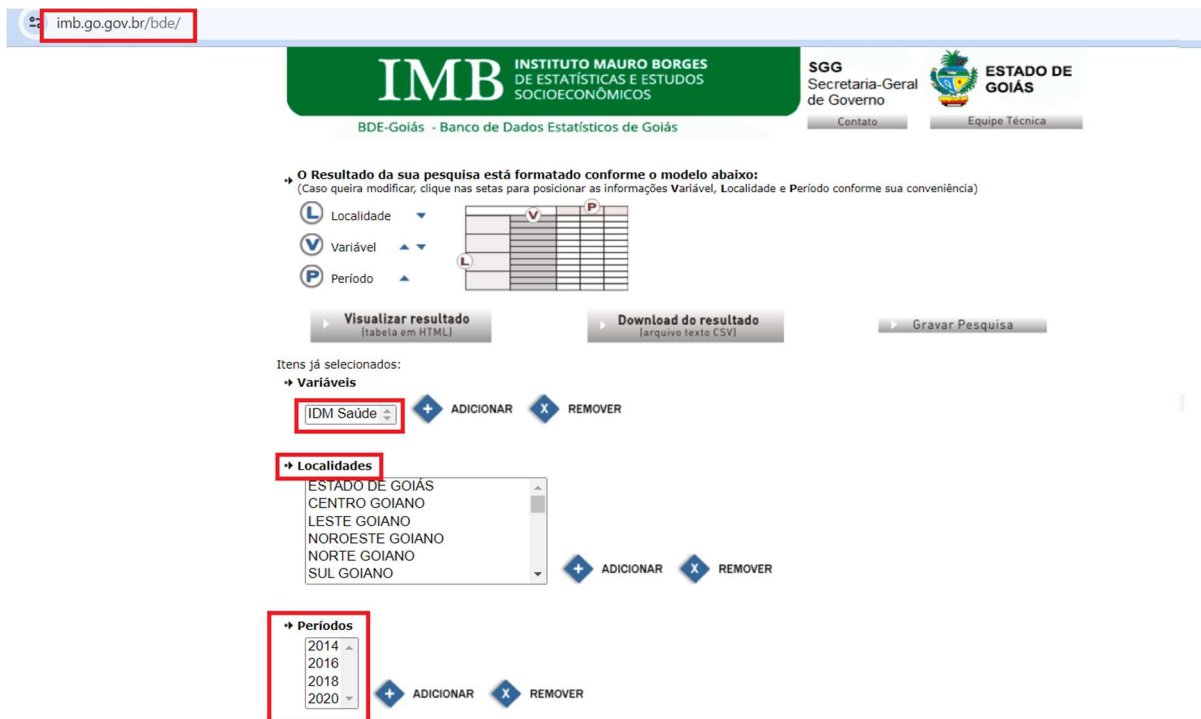 imb.go.gov.br/bde/
IMB INSTITUTO MAURO BORGES
DE ESTATÍSTICAS E ESTUDOS
SOCIOECONÔMICOS
BDE-Goiás - Banco de Dados Estatísticos de Goiás
SGG
Secretaria-Geral
de Governo
ESTADO DE
GOIÁS
Contato Equipe Técnica
O Resultado da sua pesquisa está formatado conforme o modelo abaixo:
(Caso queira modificar, clique nas setas para posicionar as informações Variável, Localidade e Período conforme sua conveniência)
L Localidade
V Variável
P Período
V P
L
Visualizar resultado
[tabela em HTML]
Download do resultado
[arquivo texto CSV]
Gravar Pesquisa
Itens já selecionados:
Variáveis
IDM Saúde + ADICIONAR X REMOVER
Localidades
ESTADO DE GOIÁS
CENTRO GOIANO
LESTE GOIANO
NOROESTE GOIANO
NORTE GOIANO
SUL GOIANO
+ ADICIONAR X REMOVER
Períodos
2014
2016
2018
2020
+ ADICIONAR X REMOVER